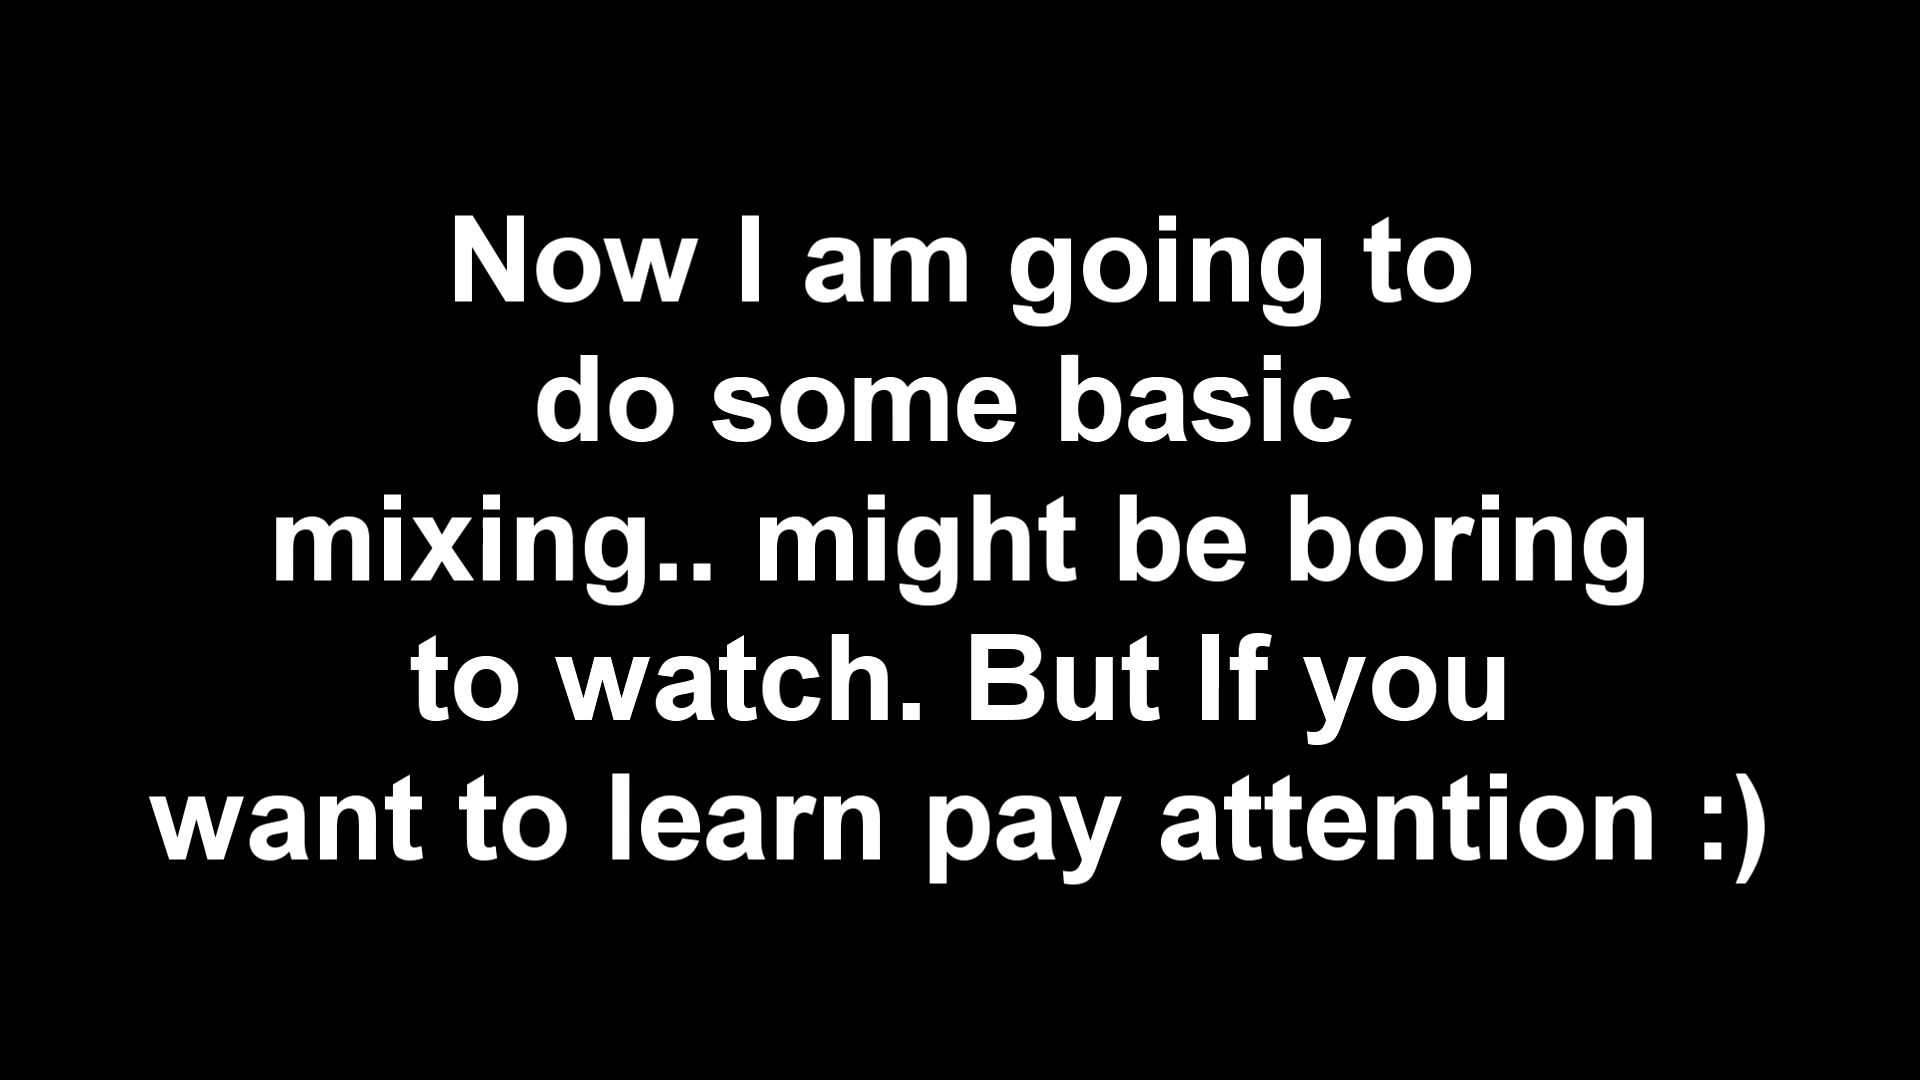 Now I am going to
do some basic
mixing.. might be boring
to watch. But If you
want to learn pay attention :)